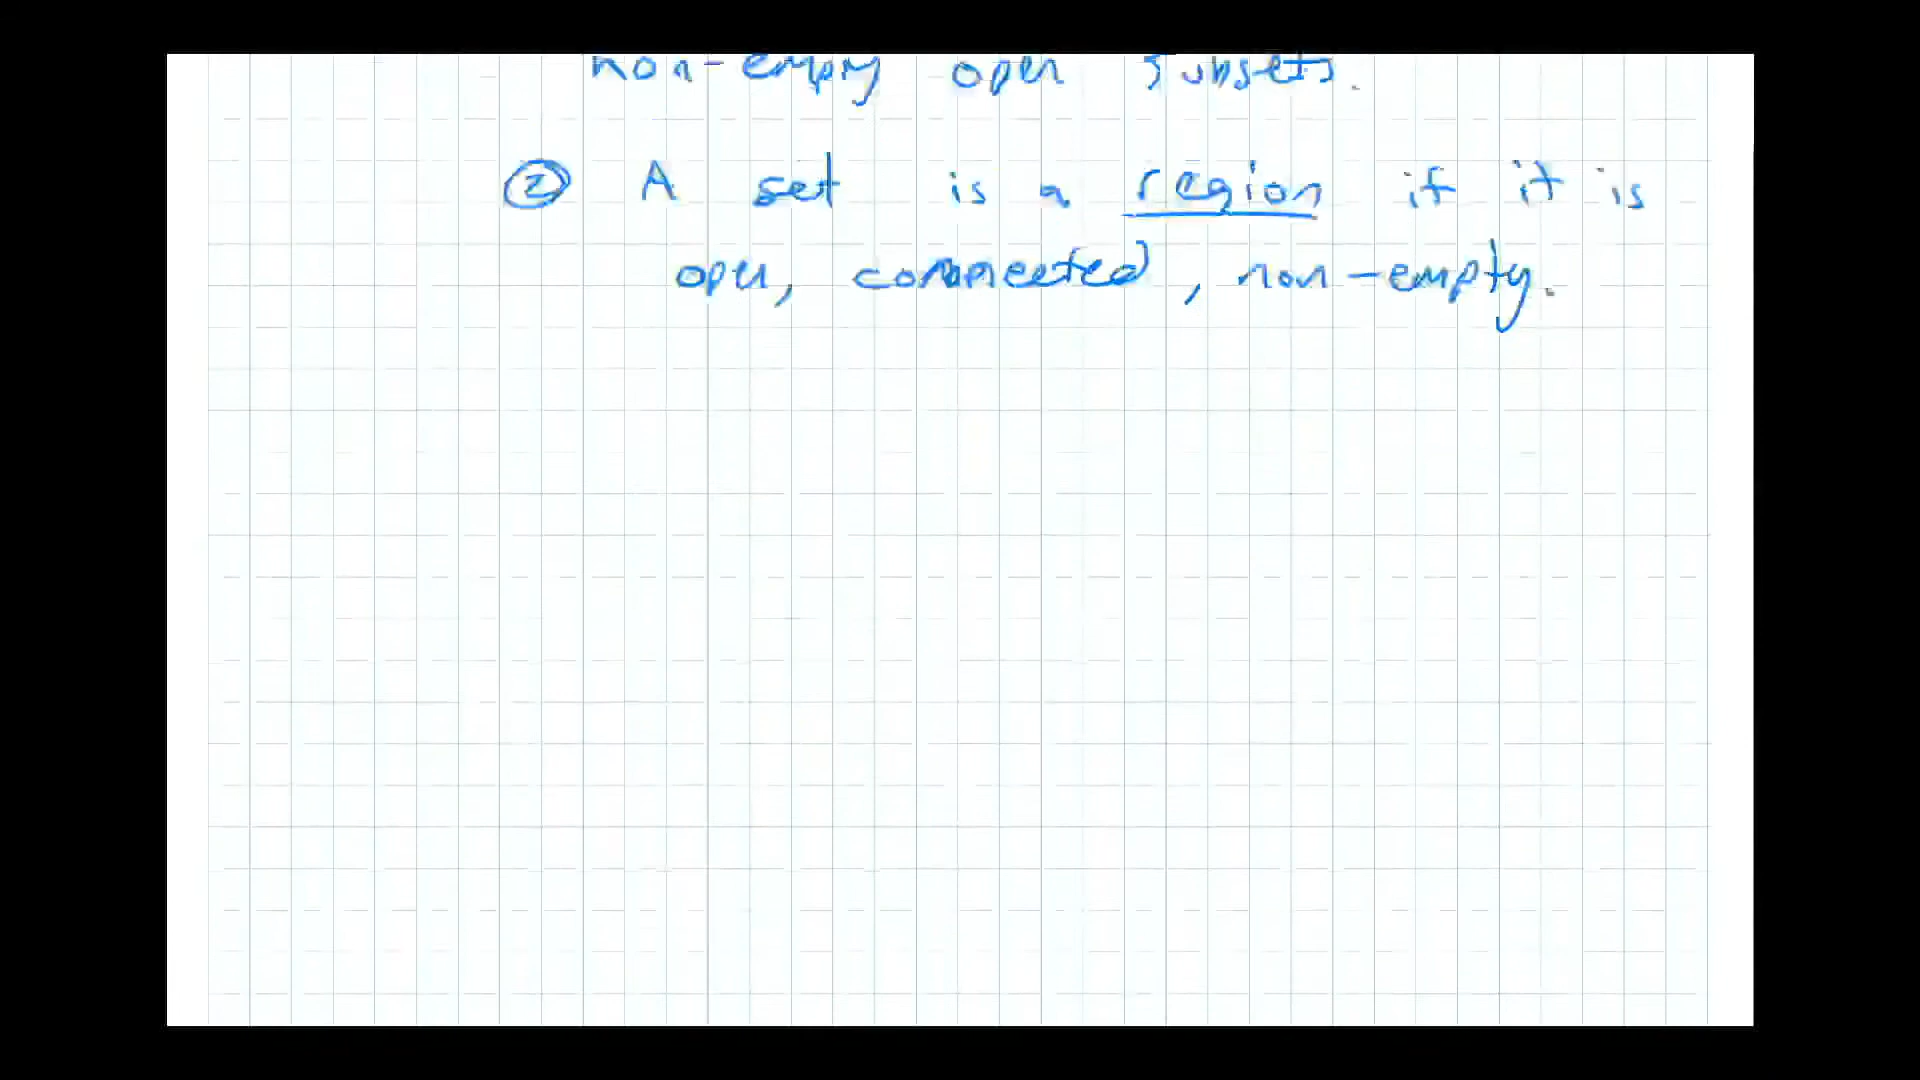 non-empty open subsets.
② A set is a region if it is
open, connected, non-empty.